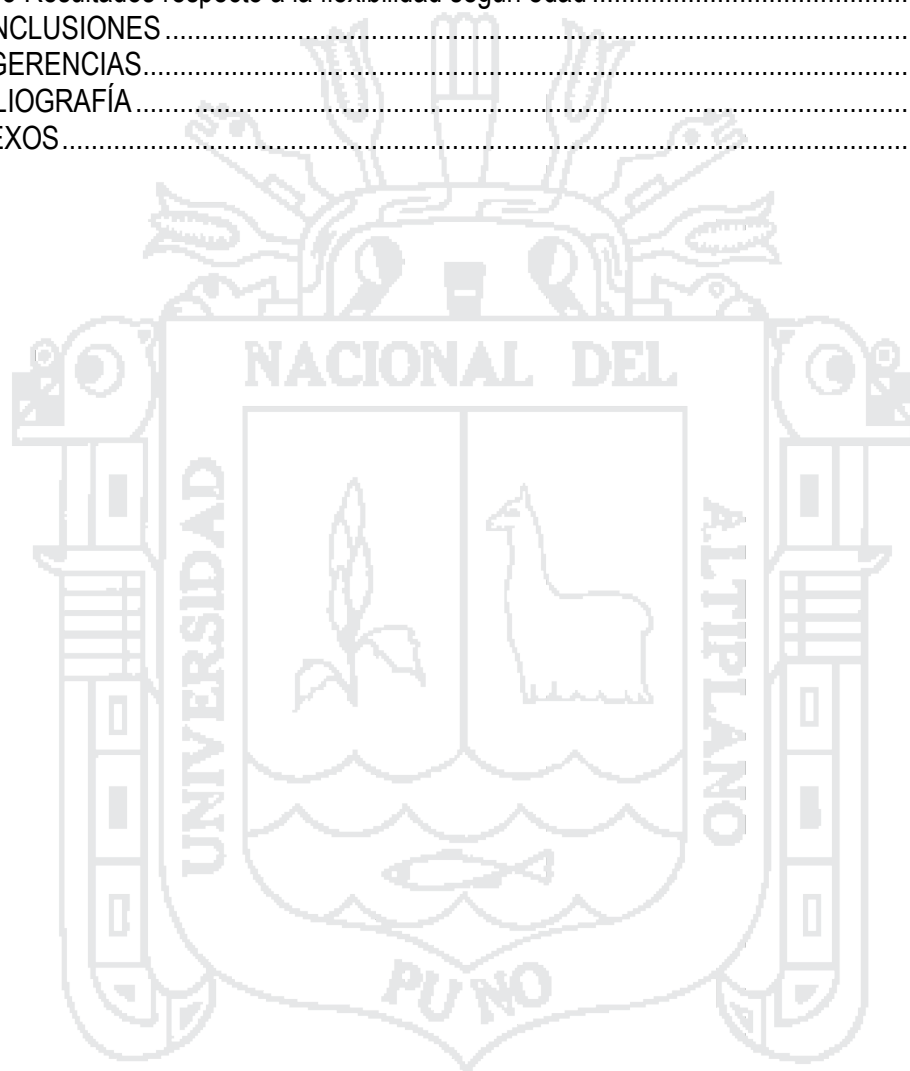 Resultados respecto a la flexibilidad según edad
NCLUSIONES
GERENCIAS
LIOGRAFÍA
EXOS
NACIONAL DEL
UNIVERSIDAD
ALTIPLANO
PUNO